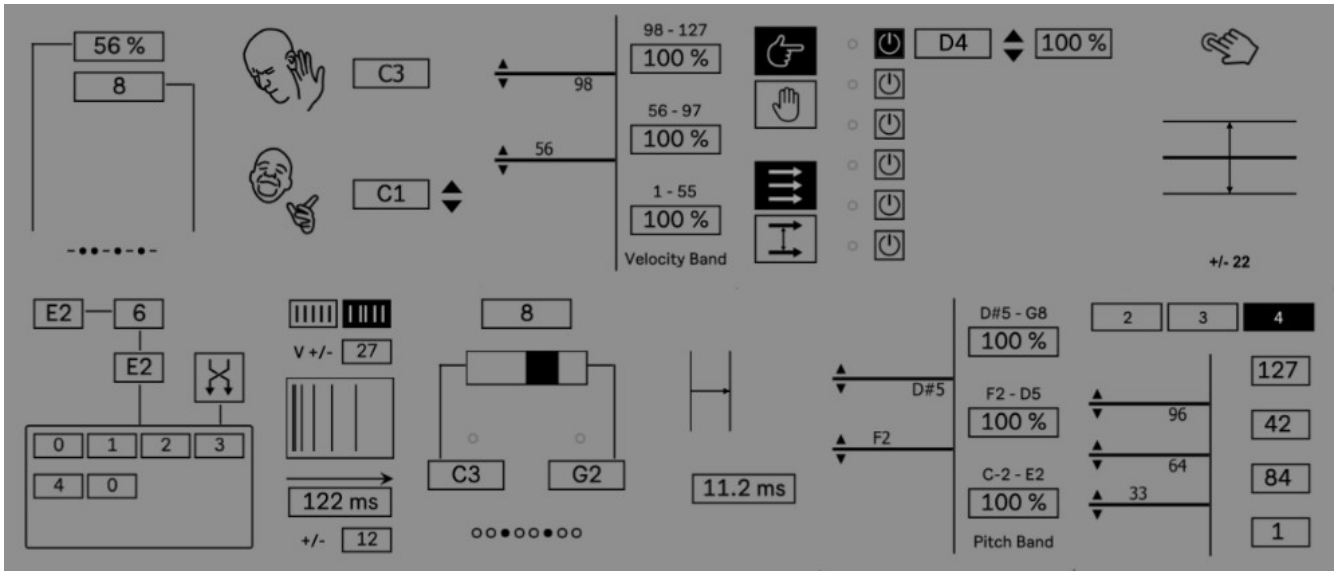 56 %
8
C3
C1
98
56
98 - 127
100 %
56 - 97
100 %
1 - 55
100 %
Velocity Band
D4
100 %
+/- 22
E2
6
E2
0
1
2
3
4
0
V +/-
27
122 ms
+/-
12
8
C3
G2
11.2 ms
D#5
F2
D#5 - G8
100 %
F2 - D5
100 %
C-2 - E2
100 %
Pitch Band
2
3
4
96
64
33
127
42
84
1